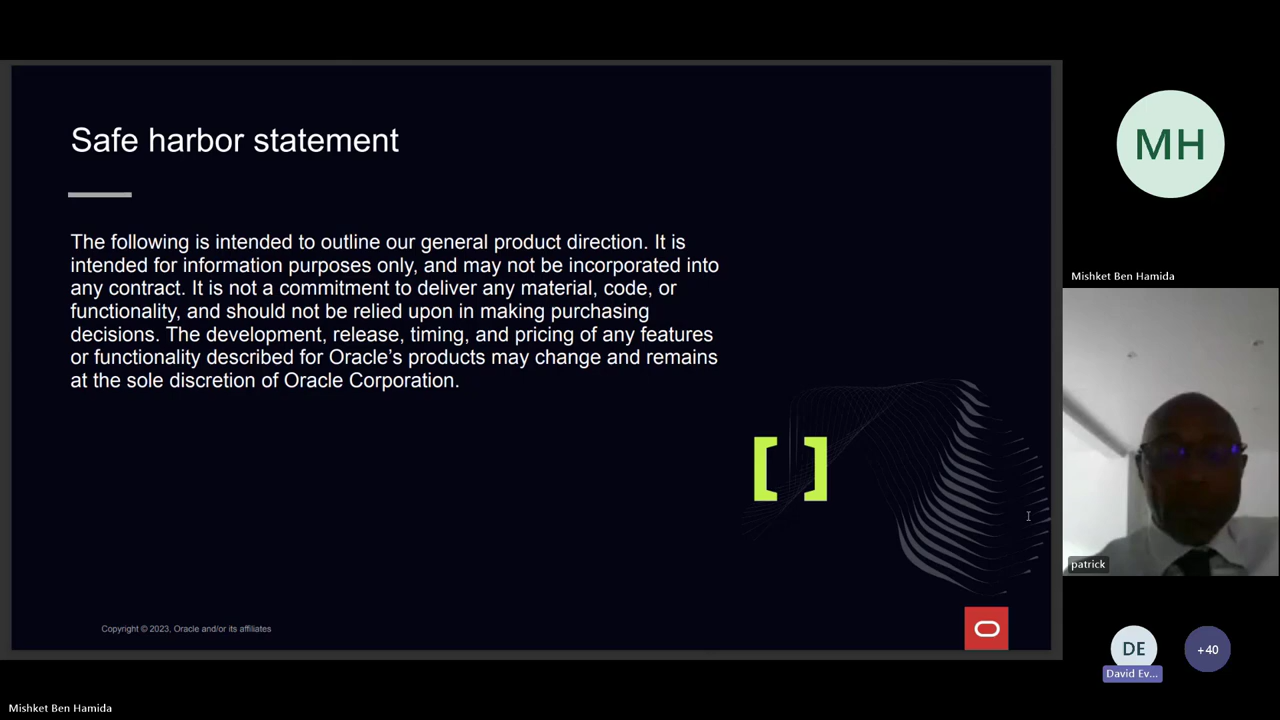 Safe harbor statement
The following is intended to outline our general product direction. It is
intended for information purposes only, and may not be incorporated into
any contract. It is not a commitment to deliver any material, code, or
functionality, and should not be relied upon in making purchasing
decisions. The development, release, timing, and pricing of any features
or functionality described for Oracle’s products may change and remains
at the sole discretion of Oracle Corporation.
[ ]
Copyright © 2023, Oracle and/or its affiliates
MH
Mishket Ben Hamida
patrick
DE
David Ev...
+40
Mishket Ben Hamida